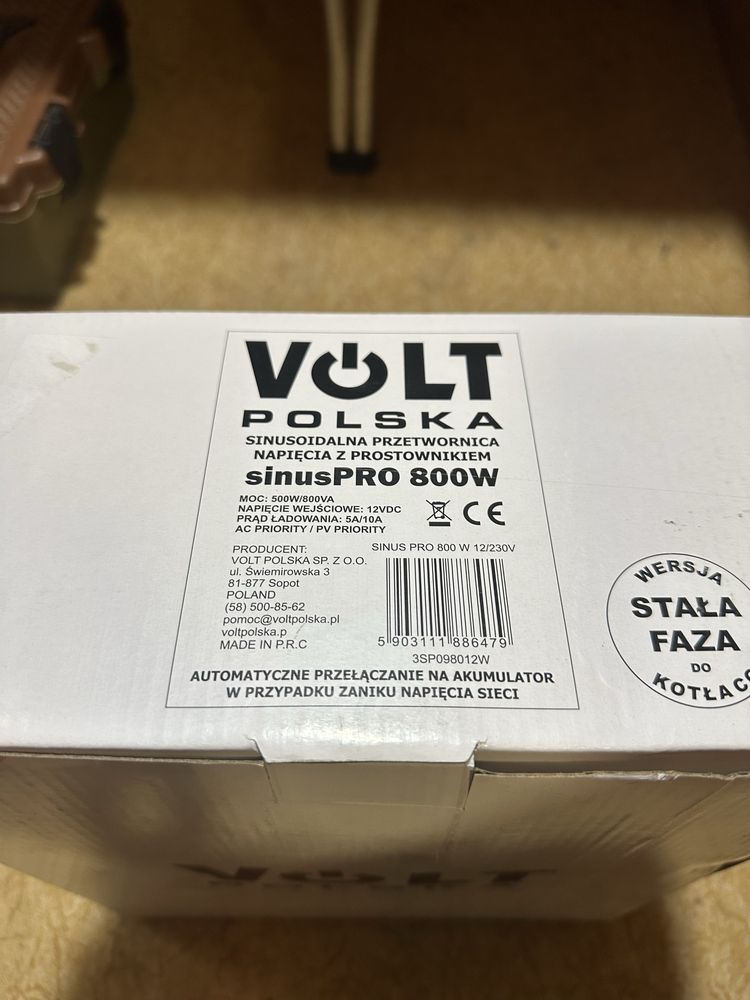 VOLT
POLSKA
SINUSOIDALNA PRZETWORNICA
NAPIĘCIA Z PROSTOWNIKIEM
sinusPRO 800W
MOC: 500W/800VA
NAPIĘCIE WEJŚCIOWE: 12VDC
PRĄD ŁADOWANIA: 5A/10A
AC PRIORITY / PV PRIORITY
CE
PRODUCENT:
VOLT POLSKA SP. Z O.O.
ul. Świemirowska 3
81-877 Sopot
POLAND
(58) 500-85-62
pomoc@voltpolska.pl
voltpolska.p
MADE IN P.R.C
SINUS PRO 800 W 12/230V
5 903111 886479
3SP098012W
AUTOMATYCZNE PRZEŁĄCZANIE NA AKUMULATOR
W PRZYPADKU ZANIKU NAPIĘCIA SIECI
WERSJA
STAŁA
FAZA
DO
KOTŁACO
VOLT